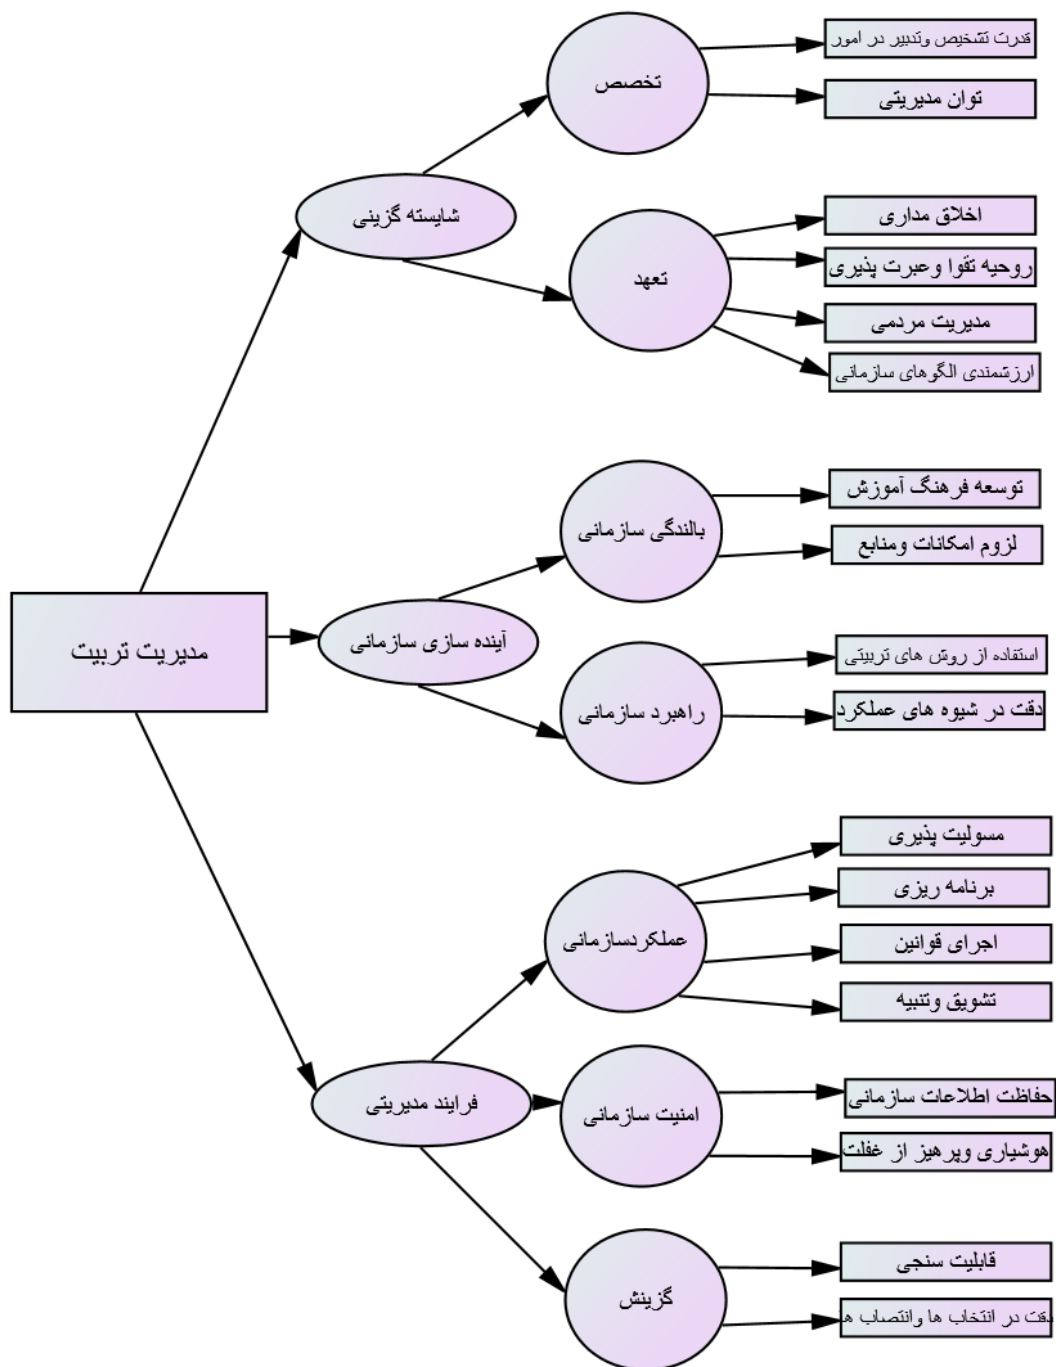 قدرت تشخیص وتدبیر در امور
تخصص
توان مدیریتی
شایسته گزینی
اخلاق مداری
روحیه تقوا وعبرت پذیری
تعهد
مدیریت مردمی
ارزشمندی الگوهای سازمانی
توسعه فرهنگ آموزش
بالندگی سازمانی
لزوم امکانات ومنابع
آینده سازی سازمانی
مدیریت تربیت
استفاده از روش های تربیتی
راهبرد سازمانی
دقت در شیوه های عملکرد
مسولیت پذیری
برنامه ریزی
عملکردسازمانی
اجرای قوانین
تشویق وتنبیه
فرایند مدیریتی
حفاظت اطلاعات سازمانی
امنیت سازمانی
هوشیاری وپرهیز از غفلت
قابلیت سنجی
گزینش
دقت در انتخاب ها وانتصاب ها